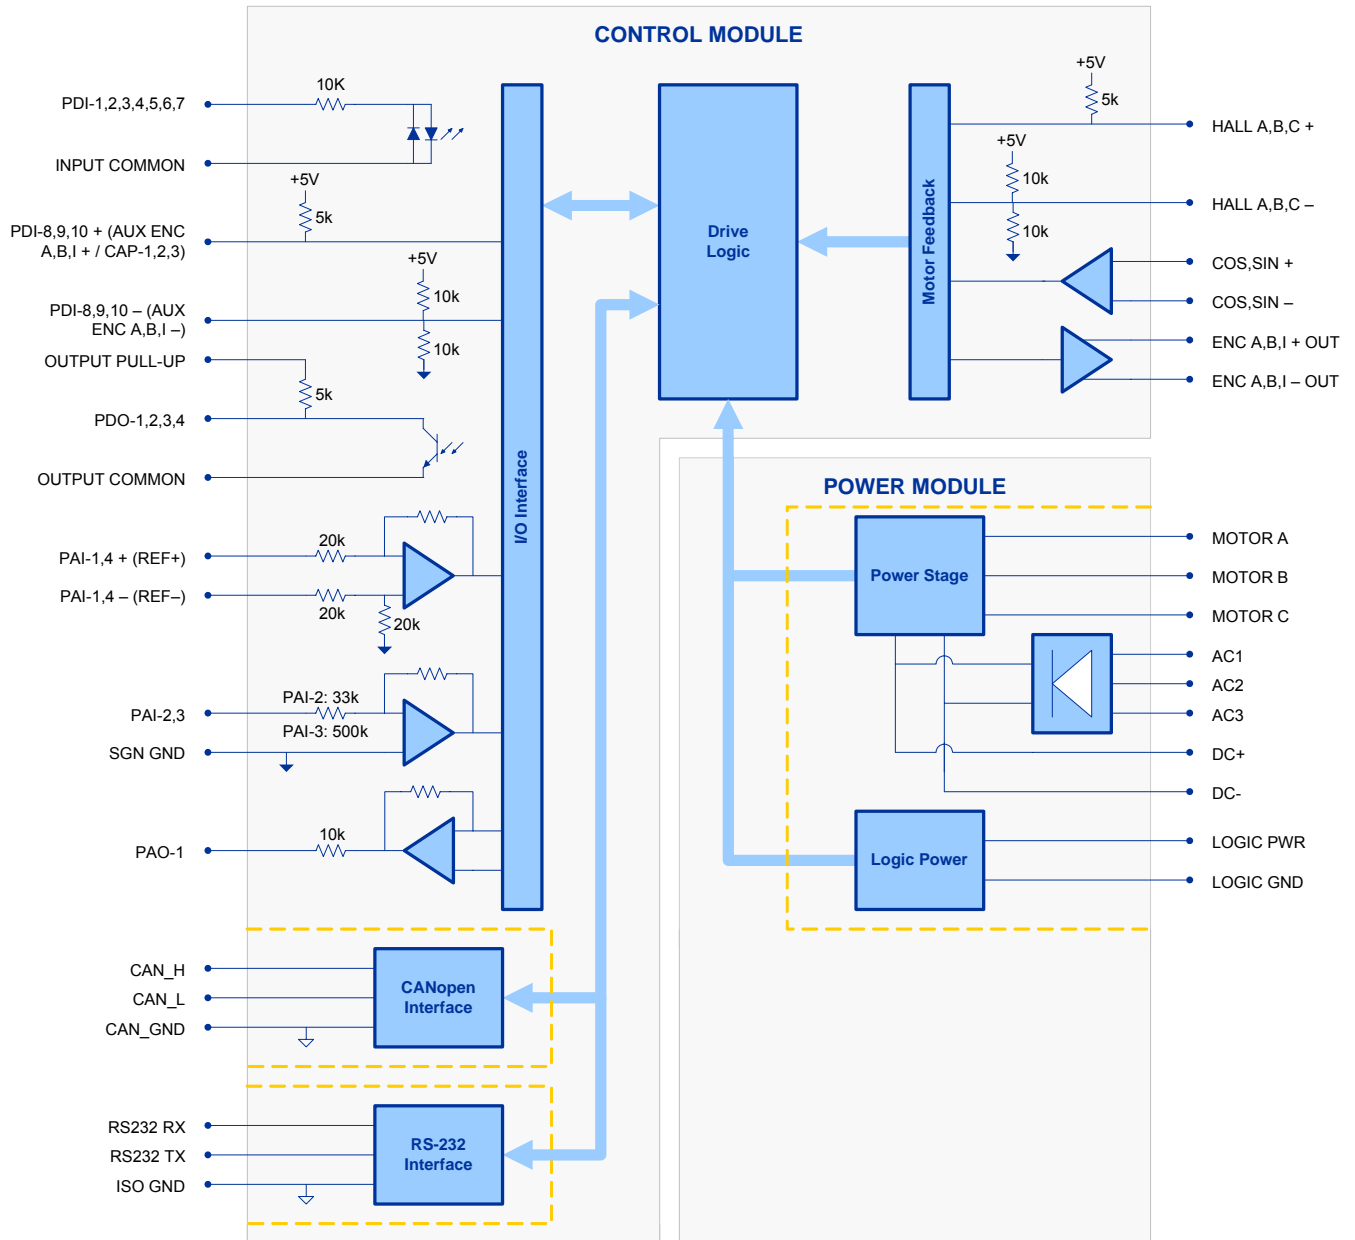 CONTROL MODULE
PDI-1,2,3,4,5,6,7
10K
INPUT COMMON
+5V
5k
PDI-8,9,10 + (AUX ENC
A,B,I + / CAP-1,2,3)
+5V
10k
PDI-8,9,10 – (AUX
ENC A,B,I –)
10k
OUTPUT PULL-UP
5k
PDO-1,2,3,4
OUTPUT COMMON
20k
PAI-1,4 + (REF+)
PAI-1,4 – (REF–)
20k
20k
PAI-2: 33k
PAI-2,3
PAI-3: 500k
SGN GND
10k
PAO-1
I/O Interface
CAN_H
CAN_L
CAN_GND
CANopen
Interface
RS232 RX
RS232 TX
ISO GND
RS-232
Interface
Drive
Logic
Motor Feedback
+5V
5k
HALL A,B,C +
+5V
10k
HALL A,B,C –
10k
COS,SIN +
COS,SIN –
ENC A,B,I + OUT
ENC A,B,I – OUT
POWER MODULE
Power Stage
MOTOR A
MOTOR B
MOTOR C
AC1
AC2
AC3
DC+
DC-
Logic Power
LOGIC PWR
LOGIC GND